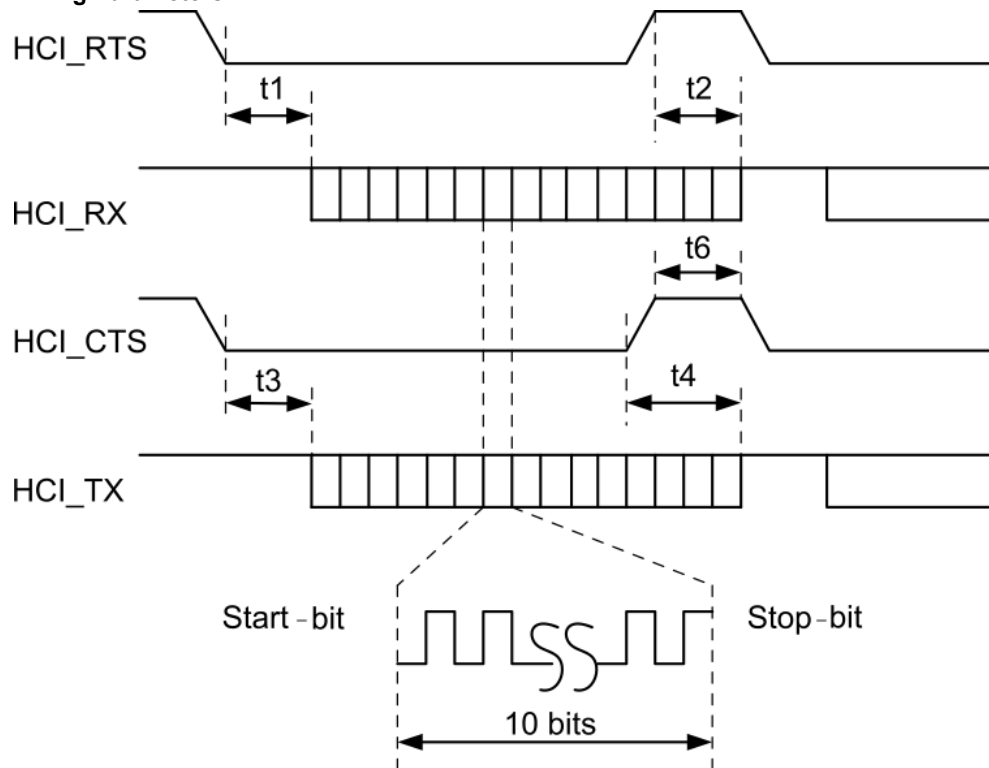 HCI_RTS
t1
t2
HCI_RX
t6
HCI_CTS
t3
t4
HCI_TX
Start-bit
Stop-bit
10 bits